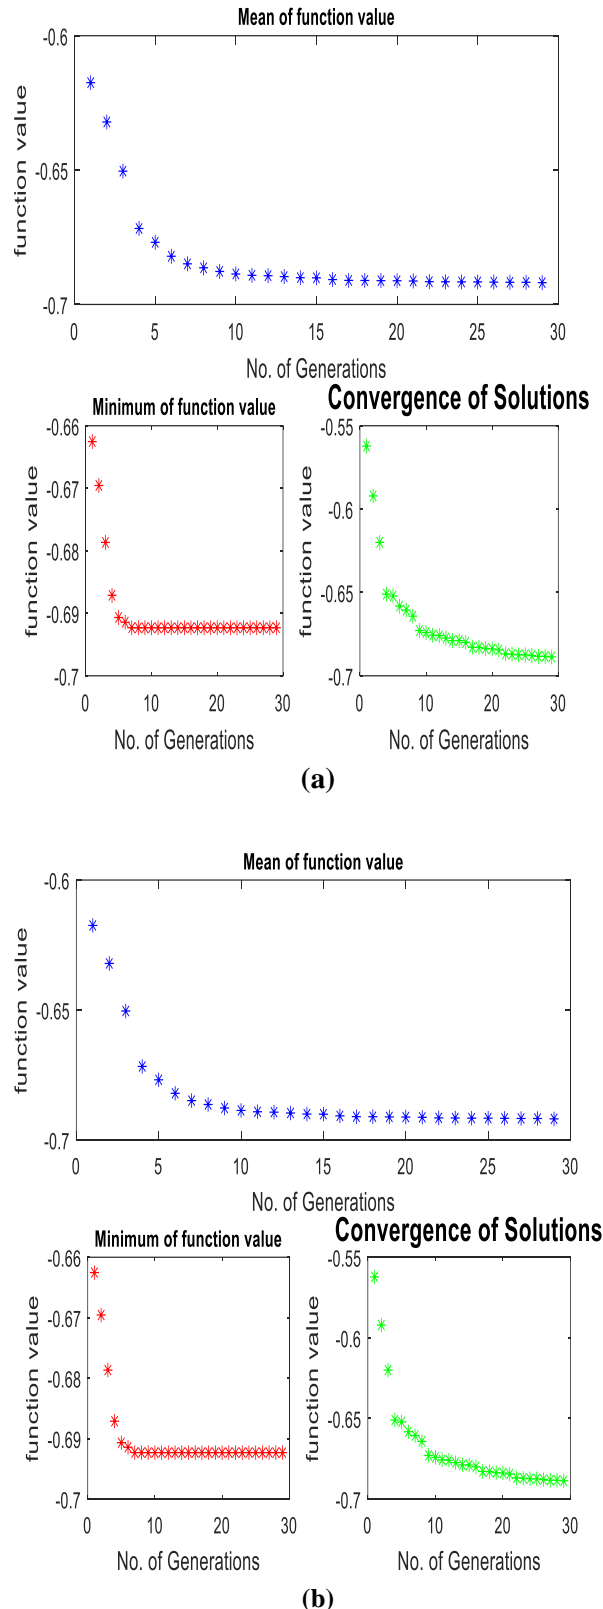 Mean of function value
-0.6
-0.65
-0.7
function value
0 5 10 15 20 25 30
No. of Generations
Minimum of function value
-0.66
-0.67
-0.68
-0.69
-0.7
function value
0 10 20 30
No. of Generations
Convergence of Solutions
-0.55
-0.6
-0.65
-0.7
function value
0 10 20 30
No. of Generations
(a)
Mean of function value
-0.6
-0.65
-0.7
function value
0 5 10 15 20 25 30
No. of Generations
Minimum of function value
-0.66
-0.67
-0.68
-0.69
-0.7
function value
0 10 20 30
No. of Generations
Convergence of Solutions
-0.55
-0.6
-0.65
-0.7
function value
0 10 20 30
No. of Generations
(b)